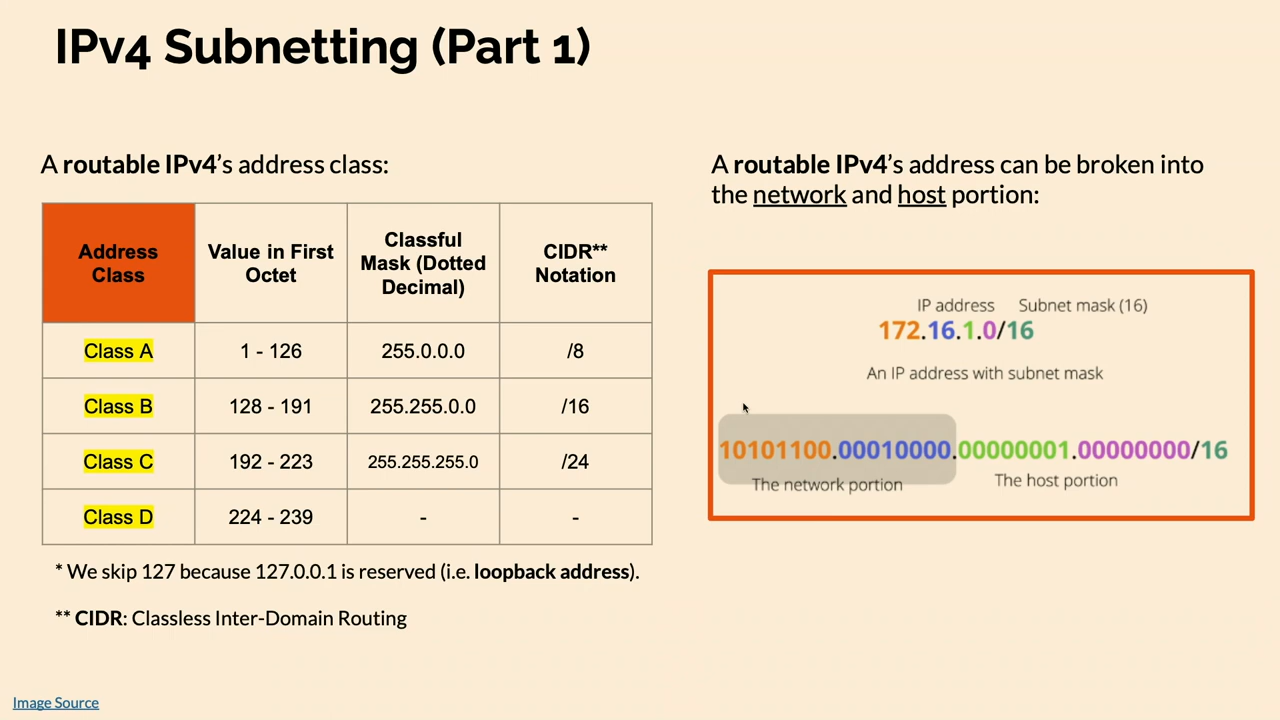 IPv4 Subnetting (Part 1)
A routable IPv4's address class:
Address Class | Value in First Octet | Classful Mask (Dotted Decimal) | CIDR** Notation
Class A | 1 - 126 | 255.0.0.0 | /8
Class B | 128 - 191 | 255.255.0.0 | /16
Class C | 192 - 223 | 255.255.255.0 | /24
Class D | 224 - 239 | - | -
* We skip 127 because 127.0.0.1 is reserved (i.e. loopback address).
** CIDR: Classless Inter-Domain Routing
A routable IPv4's address can be broken into
the network and host portion:
IP address Subnet mask (16)
172.16.1.0/16
An IP address with subnet mask
10101100.00010000.00000001.00000000/16
The network portion The host portion
Image Source